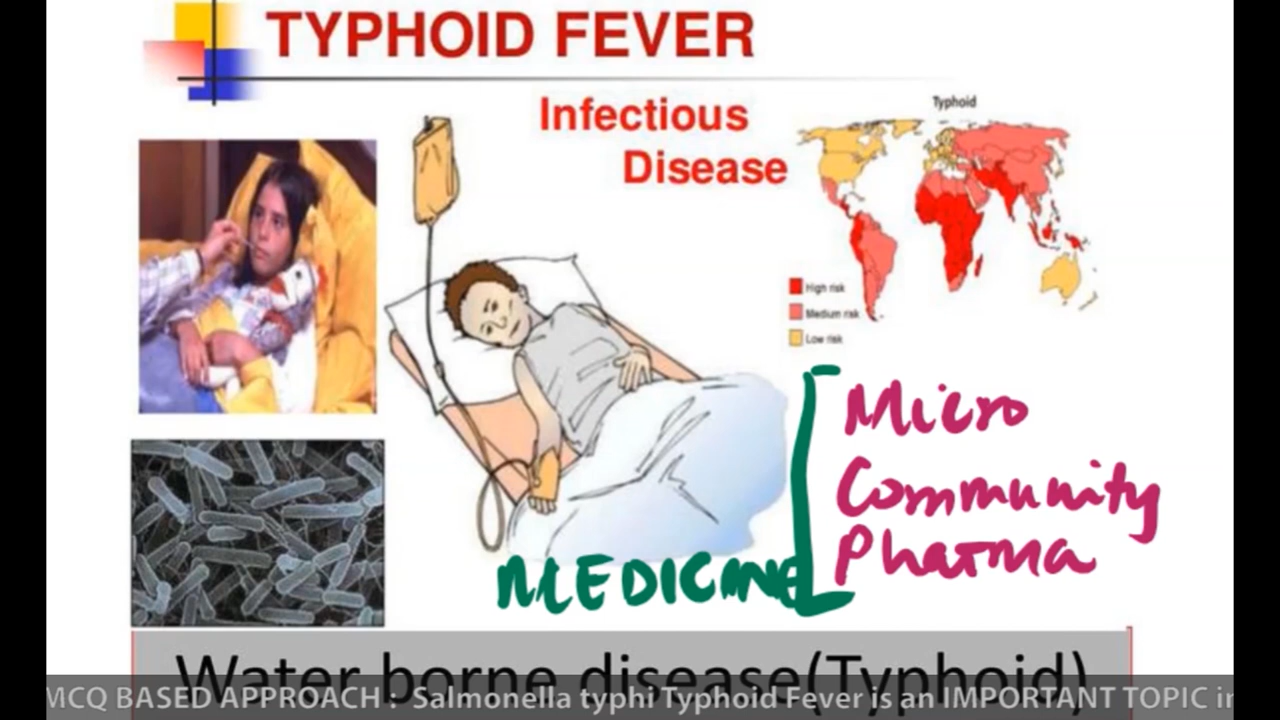 TYPHOID FEVER
Infectious
Disease
Typhoid
High risk
Medium risk
Low risk
Micro
Community
Pharma
MEDICINE
Water borne disease(Typhoid)
MCQ BASED APPROACH : Salmonella typhi Typhoid Fever is an IMPORTANT TOPIC in